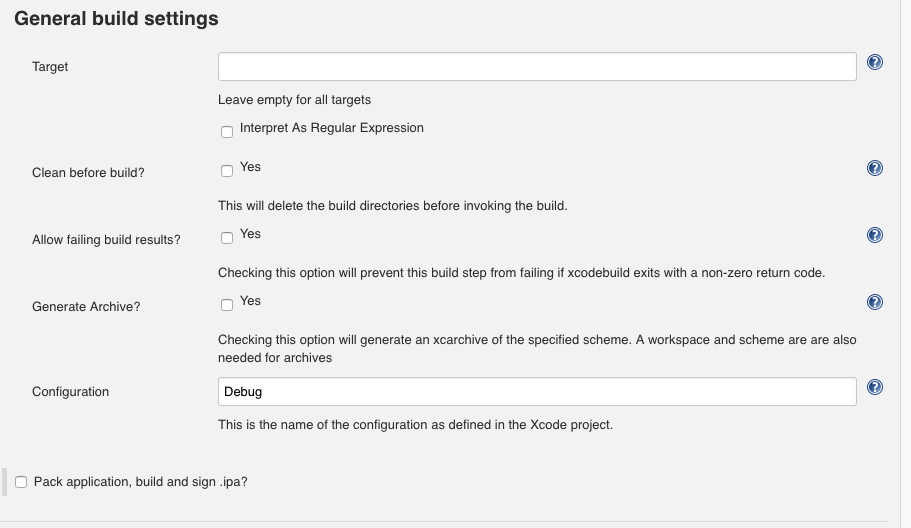 General build settings
Target
Leave empty for all targets
Interpret As Regular Expression
Clean before build?
Yes
This will delete the build directories before invoking the build.
Allow failing build results?
Yes
Checking this option will prevent this build step from failing if xcodebuild exits with a non-zero return code.
Generate Archive?
Yes
Checking this option will generate an xcarchive of the specified scheme. A workspace and scheme are are also
needed for archives
Configuration
Debug
This is the name of the configuration as defined in the Xcode project.
Pack application, build and sign .ipa?